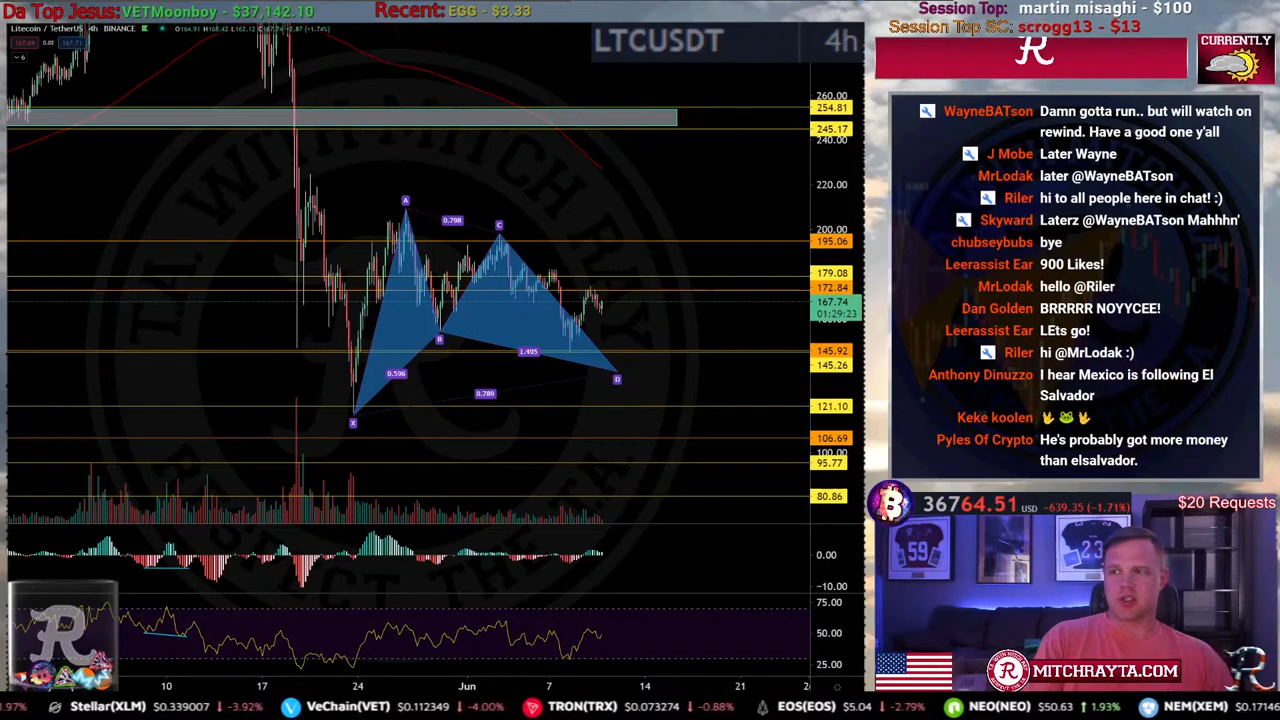 Da Top Jesus: VETMoonboy - $37,142.10
Recent: EGG - $3.33
Session Top: martin misaghi - $100
Session Top SC: scrogg13 - $13
Litecoin / TetherUS 4h BINANCE
LTCUSDT 4h
CURRENTLY
R
260.00
254.81
245.17
240.00
220.00
200.00
195.06
179.08
172.84
167.74
01:29:23
145.92
145.26
121.10
106.69
100.00
95.77
80.86
0.00
-10.00
75.00
50.00
25.00
A
0.798
C
B
1.405
0.596
0.789
D
X
10
17
24
Jun
7
14
21
WayneBATson Damn gotta run.. but will watch on
rewind. Have a good one y'all
J Mobe Later Wayne
MrLodak later @WayneBATson
Riler hi to all people here in chat! :)
Skyward Laterz @WayneBATson Mahhhn'
chubseybubs bye
Leerassist Ear 900 Likes!
MrLodak hello @Riler
Dan Golden BRRRRR NOYYCEE!
Leerassist Ear LEts go!
Riler hi @MrLodak :)
Anthony Dinuzzo I hear Mexico is following El
Salvador
Keke koolen 🖖 🐸 🖖
Pyles Of Crypto He's probably got more money
than elsalvador.
36764.51 USD -639.35 (-1.71%)
$20 Requests
59
23
R
MITCHRAYTA.COM
R
1.97%
Stellar(XLM) $0.339007 -3.92%
VeChain(VET) $0.112349 -4.00%
TRON(TRX) $0.073274 -0.88%
EOS(EOS) $5.04 -2.79%
NEO(NEO) $50.63 1.93%
NEM(XEM) $0.17146